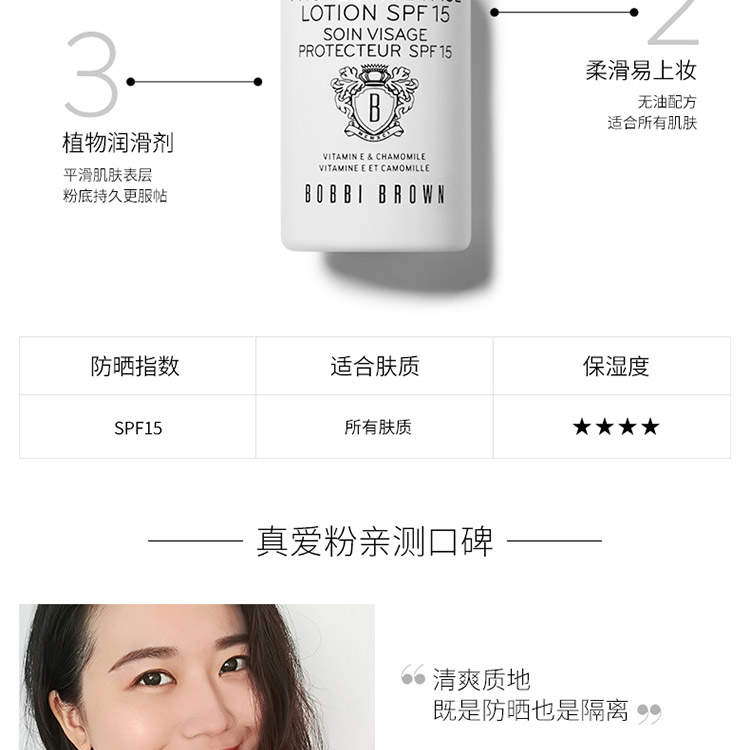 LOTION SPF 15
SOIN VISAGE
PROTECTEUR SPF 15
B
VITAMIN E & CHAMOMILE
VITAMINE E ET CAMOMILLE
BOBBI BROWN
2
柔滑易上妆
无油配方
适合所有肌肤
3
植物润滑剂
平滑肌肤表层
粉底持久更服帖
防晒指数
适合肤质
保湿度
SPF15
所有肤质
★★★★
真爱粉亲测口碑
“清爽质地
既是防晒也是隔离”